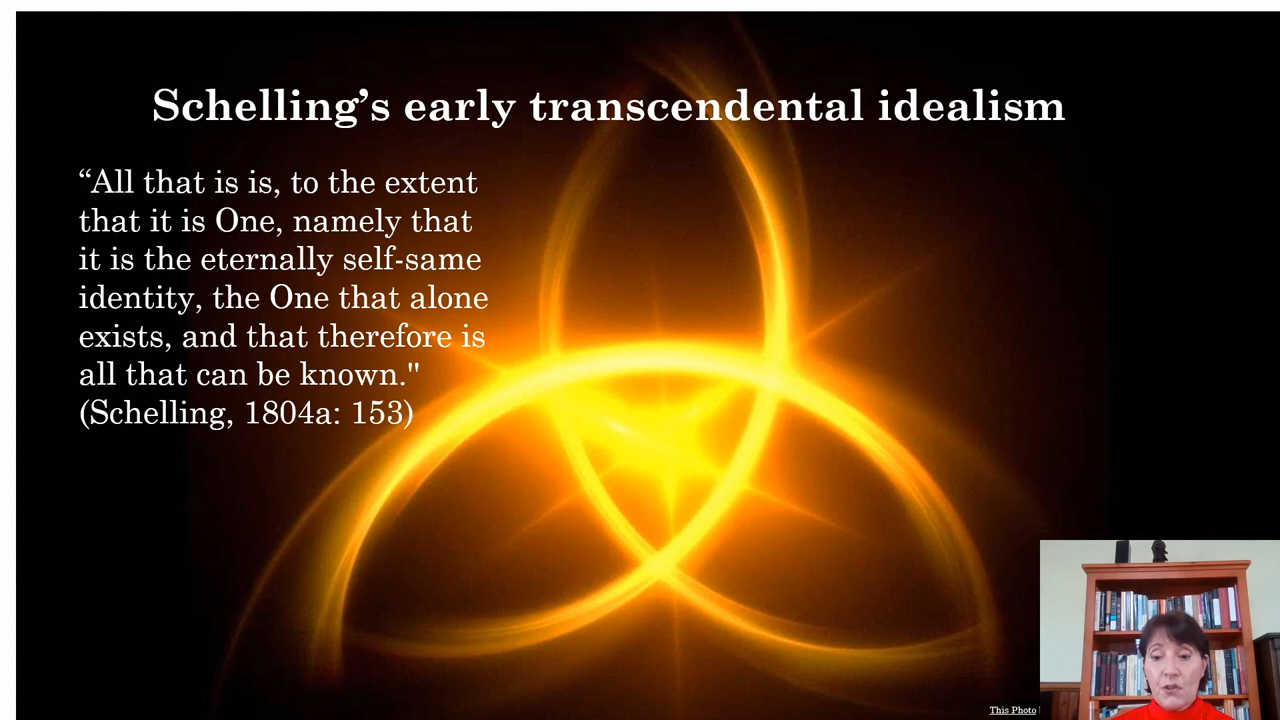 Schelling’s early transcendental idealism
“All that is is, to the extent
that it is One, namely that
it is the eternally self-same
identity, the One that alone
exists, and that therefore is
all that can be known."
(Schelling, 1804a: 153)
This Photo